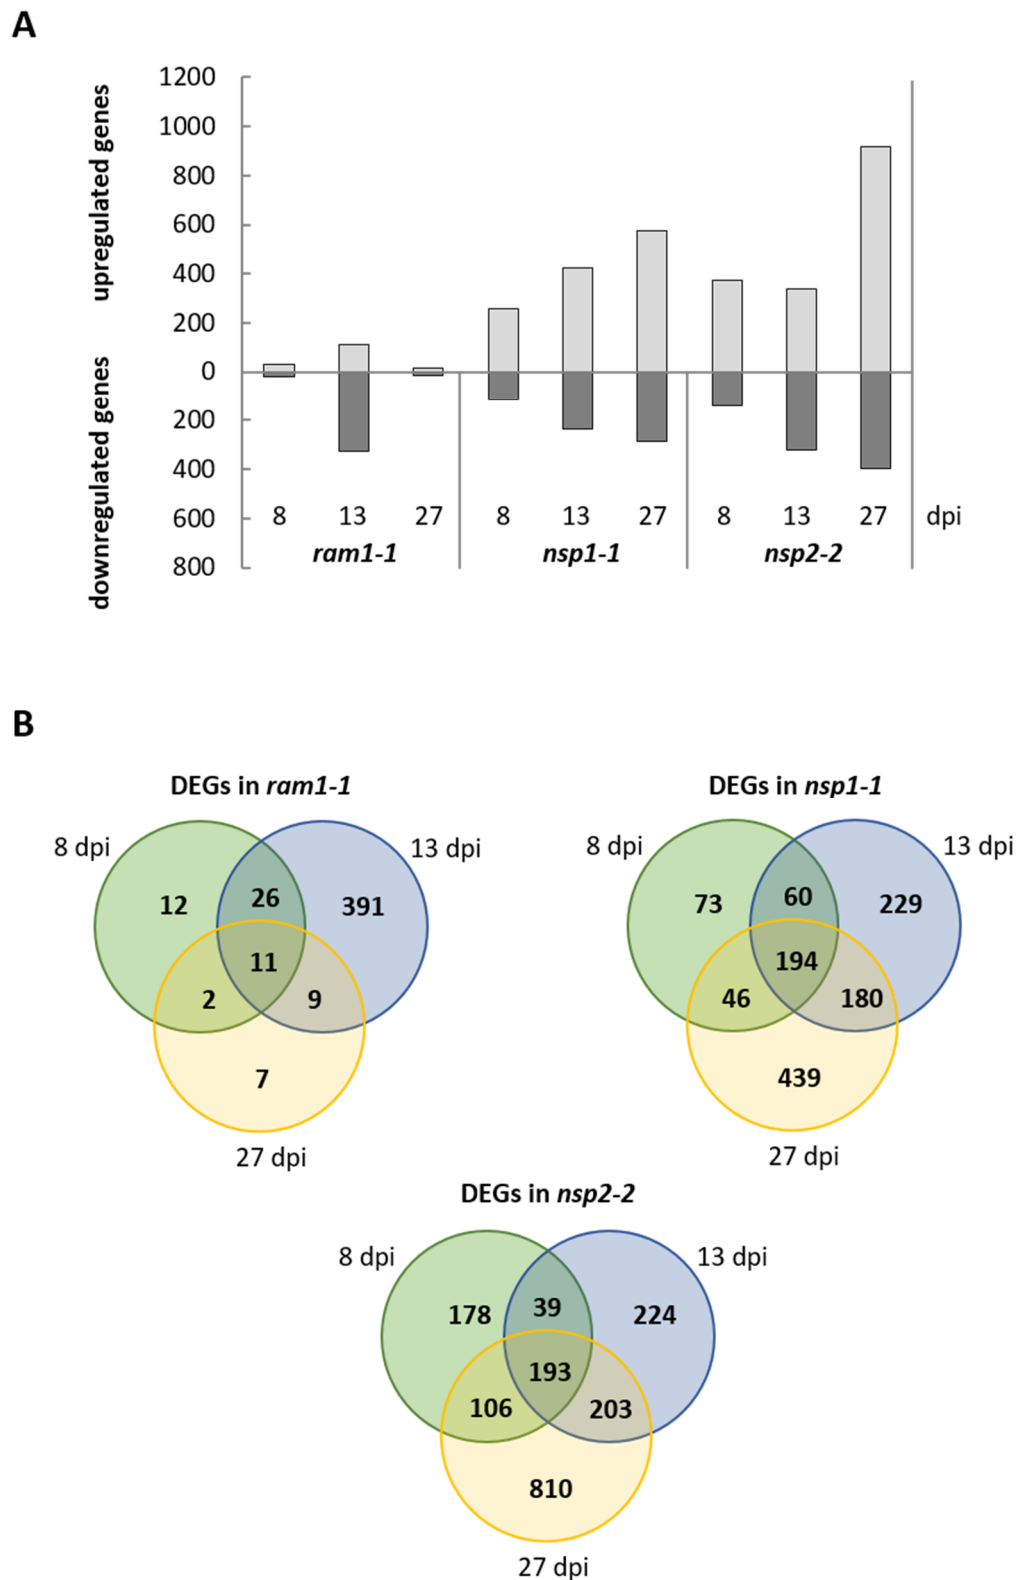 A
upregulated genes
downregulated genes
1200
1000
800
600
400
200
0
200
400
600
800
8 13 27 8 13 27 8 13 27 dpi
ram1-1 nsp1-1 nsp2-2
B
DEGs in ram1-1
8 dpi
13 dpi
12
26
391
11
2
9
7
27 dpi
DEGs in nsp1-1
8 dpi
13 dpi
73
60
229
194
46
180
439
27 dpi
DEGs in nsp2-2
8 dpi
13 dpi
178
39
224
193
106
203
810
27 dpi